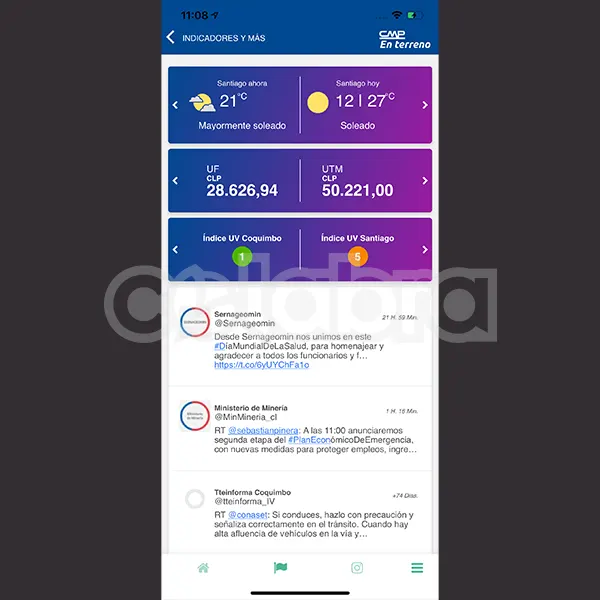 11:08
INDICADORES Y MÁS
CMP
En terreno
Santiago ahora
21°C
Mayormente soleado
Santiago hoy
12 | 27°C
Soleado
UF
CLP
28.626,94
UTM
CLP
50.221,00
Índice UV Coquimbo
1
Índice UV Santiago
5
colabra
Sernageomin
@Sernageomin
21 H. 59 Min.
Desde Sernageomin nos unimos en este
#DíaMundialDeLaSalud, para homenajear y
agradecer a todos los funcionarios y f...
https://t.co/6yUYChFa1o
Ministerio de Minería
@MinMineria_cl
1 H. 16 Min.
RT @sebastianpinera: A las 11:00 anunciaremos
segunda etapa del #PlanEconómicoDeEmergencia,
con nuevas medidas para proteger empleos, ingre...
Tteinforma Coquimbo
@tteinforma_IV
+74 Días.
RT @conaset: Si conduces, hazlo con precaución y
señaliza correctamente en el tránsito. Cuando hay
alta afluencia de vehículos en la vía y...